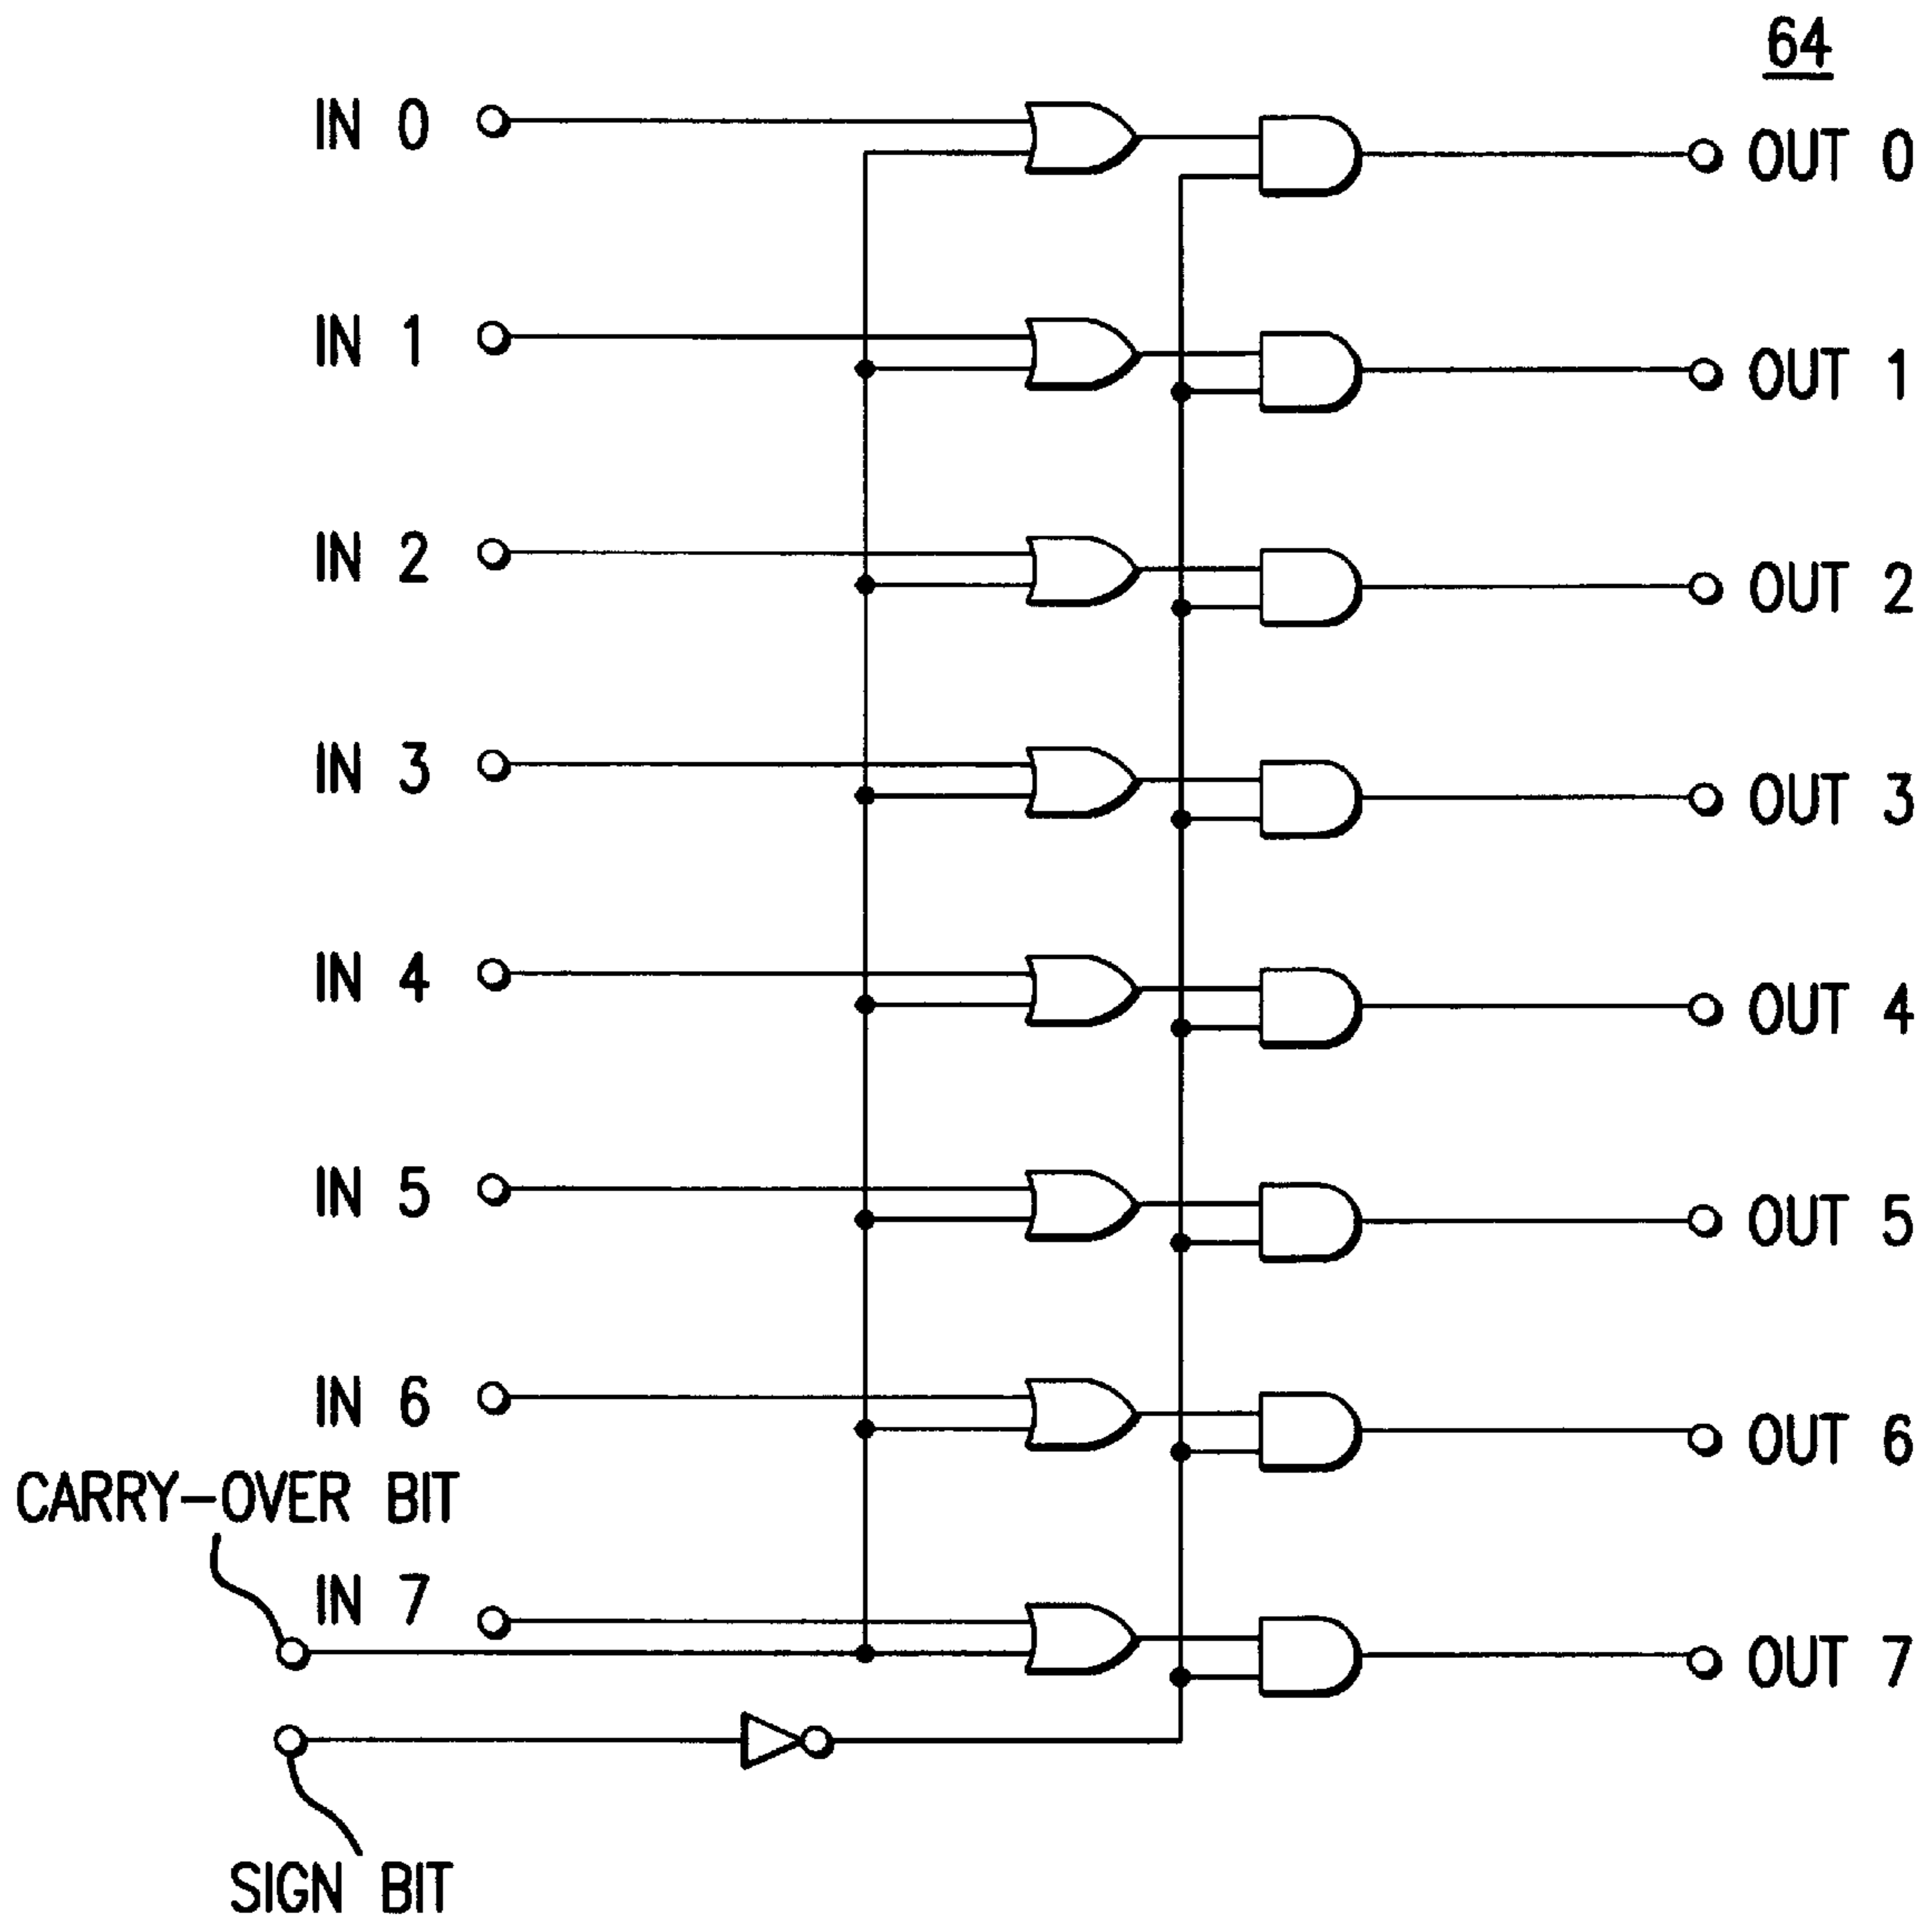 64
IN 0
OUT 0
IN 1
OUT 1
IN 2
OUT 2
IN 3
OUT 3
IN 4
OUT 4
IN 5
OUT 5
IN 6
OUT 6
CARRY-OVER BIT
IN 7
OUT 7
SIGN BIT